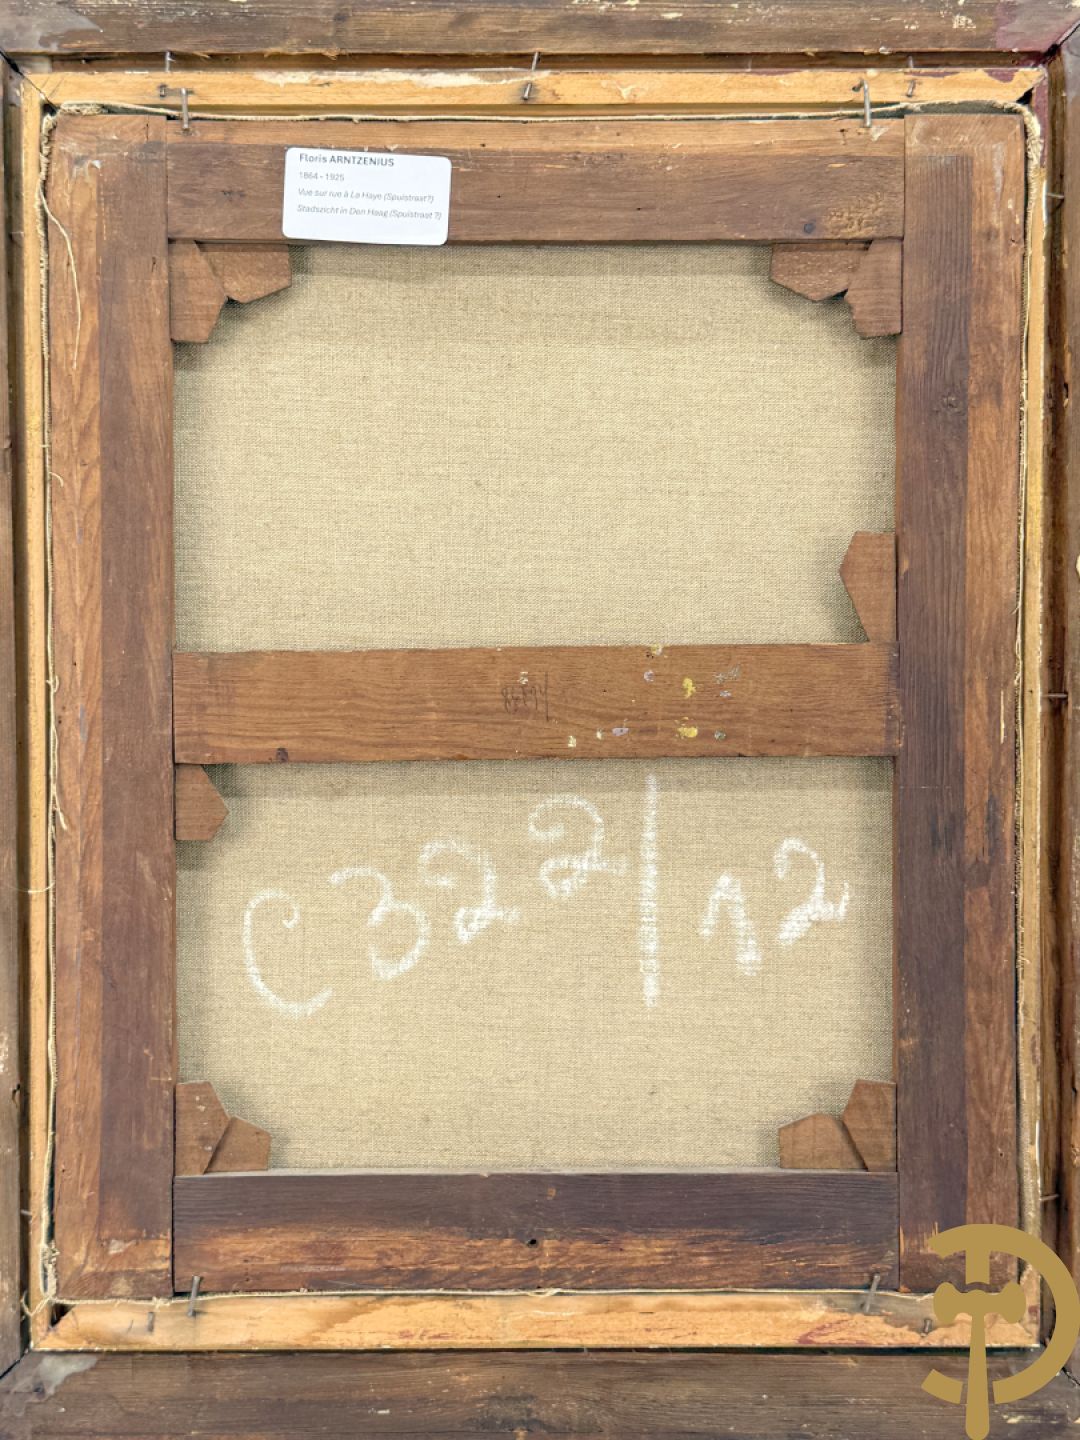 Floris ARNTZENIUS
1864 - 1925
Vue sur rue à La Haye (Spuistraat?)
Stadszicht in Den Haag (Spuistraat ?)
C322/12